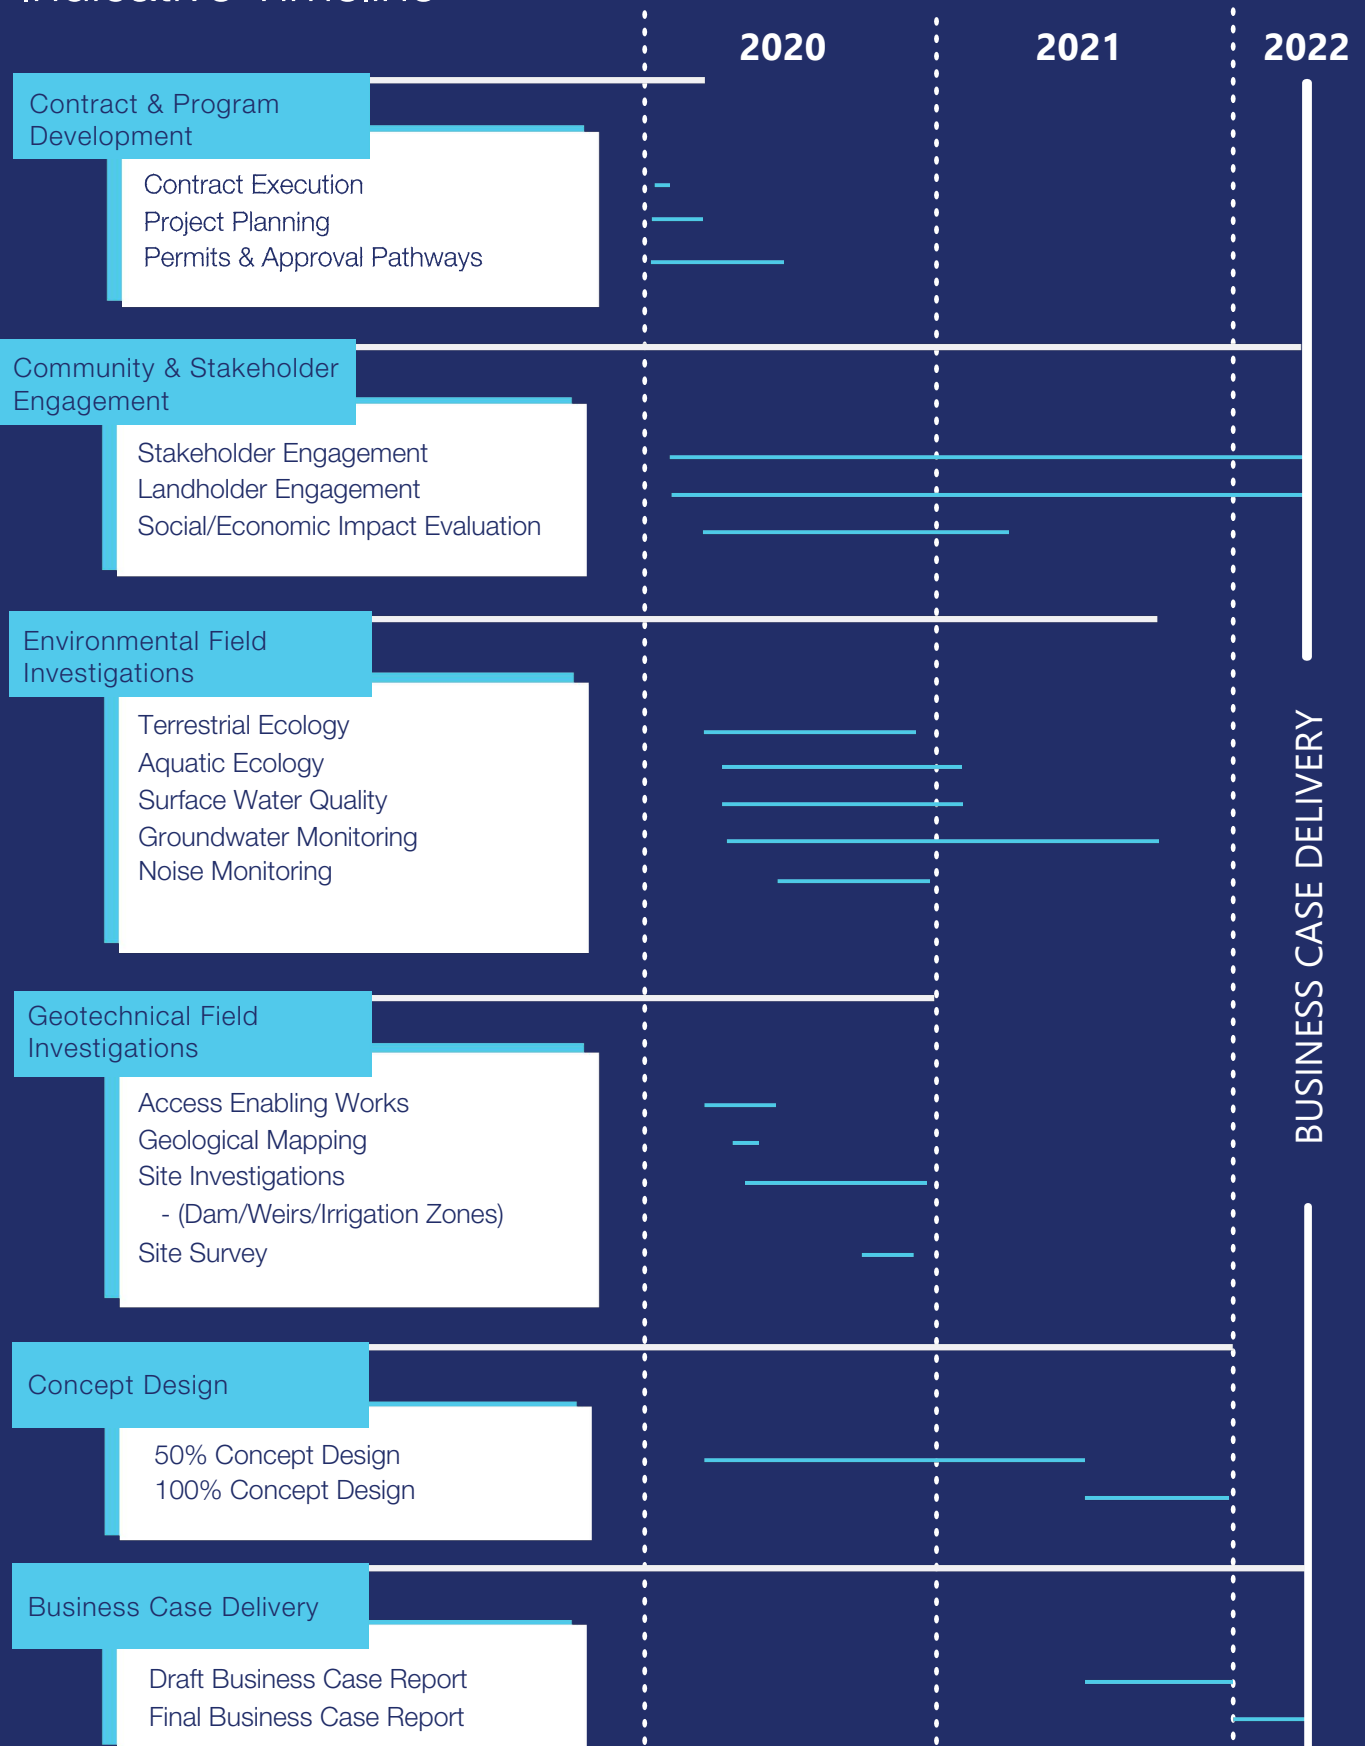 Indicative Timeline
2020 2021 2022
Contract & Program
Development
Contract Execution
Project Planning
Permits & Approval Pathways
Community & Stakeholder
Engagement
Stakeholder Engagement
Landholder Engagement
Social/Economic Impact Evaluation
Environmental Field
Investigations
Terrestrial Ecology
Aquatic Ecology
Surface Water Quality
Groundwater Monitoring
Noise Monitoring
BUSINESS CASE DELIVERY
Geotechnical Field
Investigations
Access Enabling Works
Geological Mapping
Site Investigations
- (Dam/Weirs/Irrigation Zones)
Site Survey
Concept Design
50% Concept Design
100% Concept Design
Business Case Delivery
Draft Business Case Report
Final Business Case Report